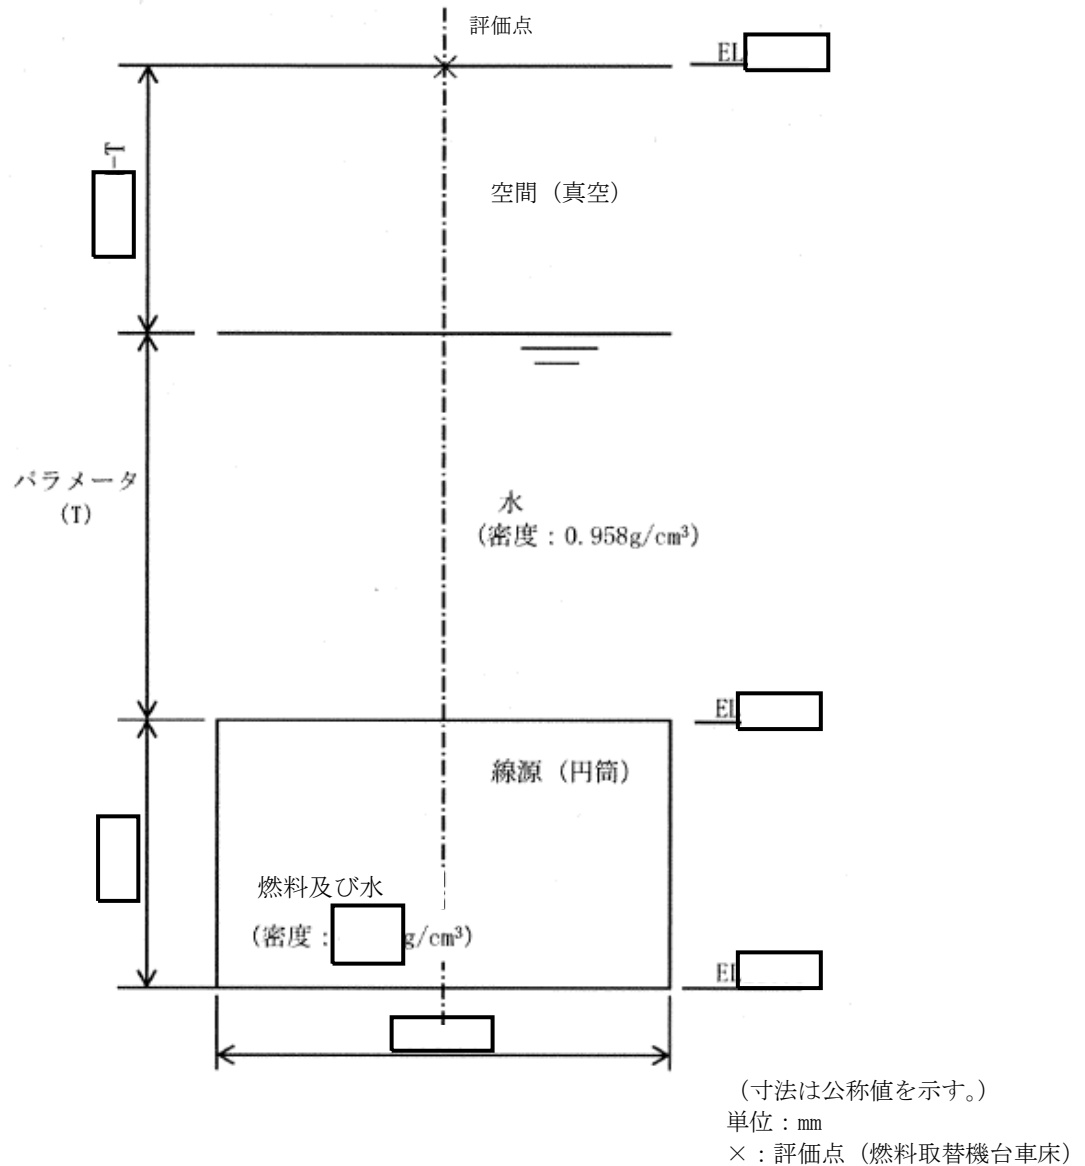 評価点
EL
-T
空間（真空）
パラメータ
(T)
水
(密度：0.958g/cm³)
EL
線源（円筒）
燃料及び水
(密度： g/cm³)
EL
（寸法は公称値を示す。）
単位：mm
×：評価点（燃料取替機台車床）